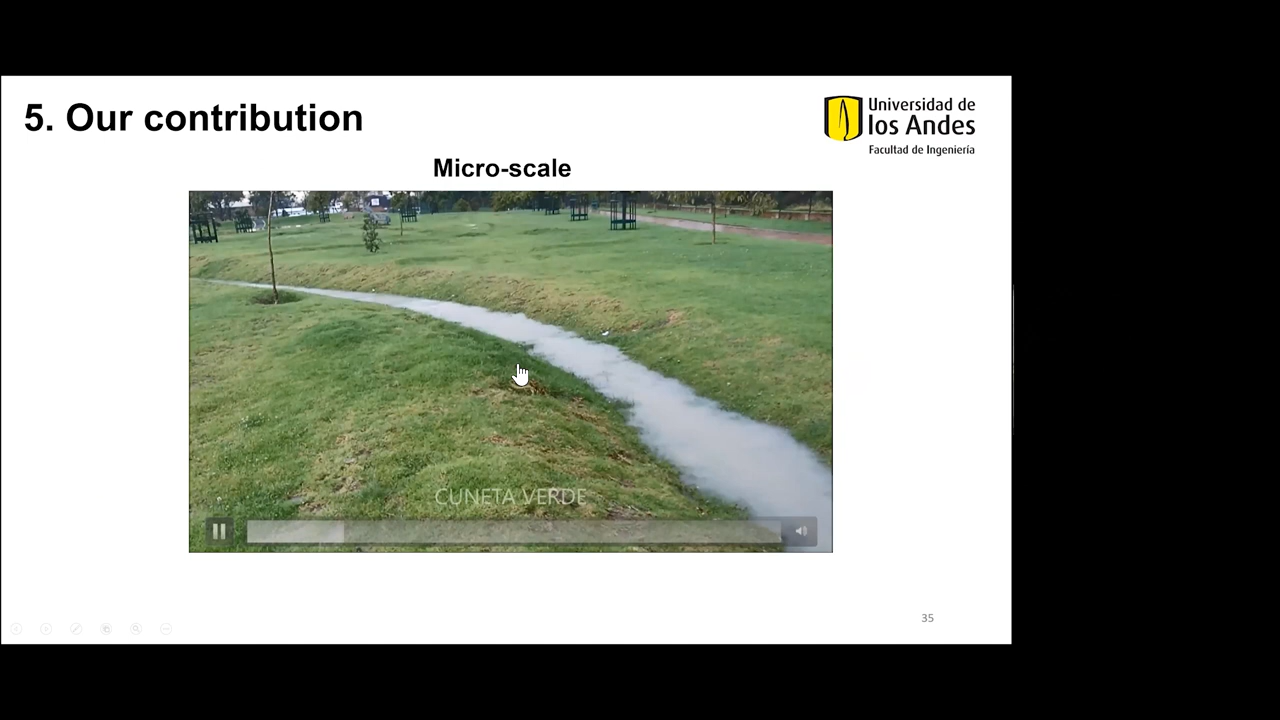 5. Our contribution
Universidad de
los Andes
Facultad de Ingeniería
Micro-scale
CUNETA VERDE
35